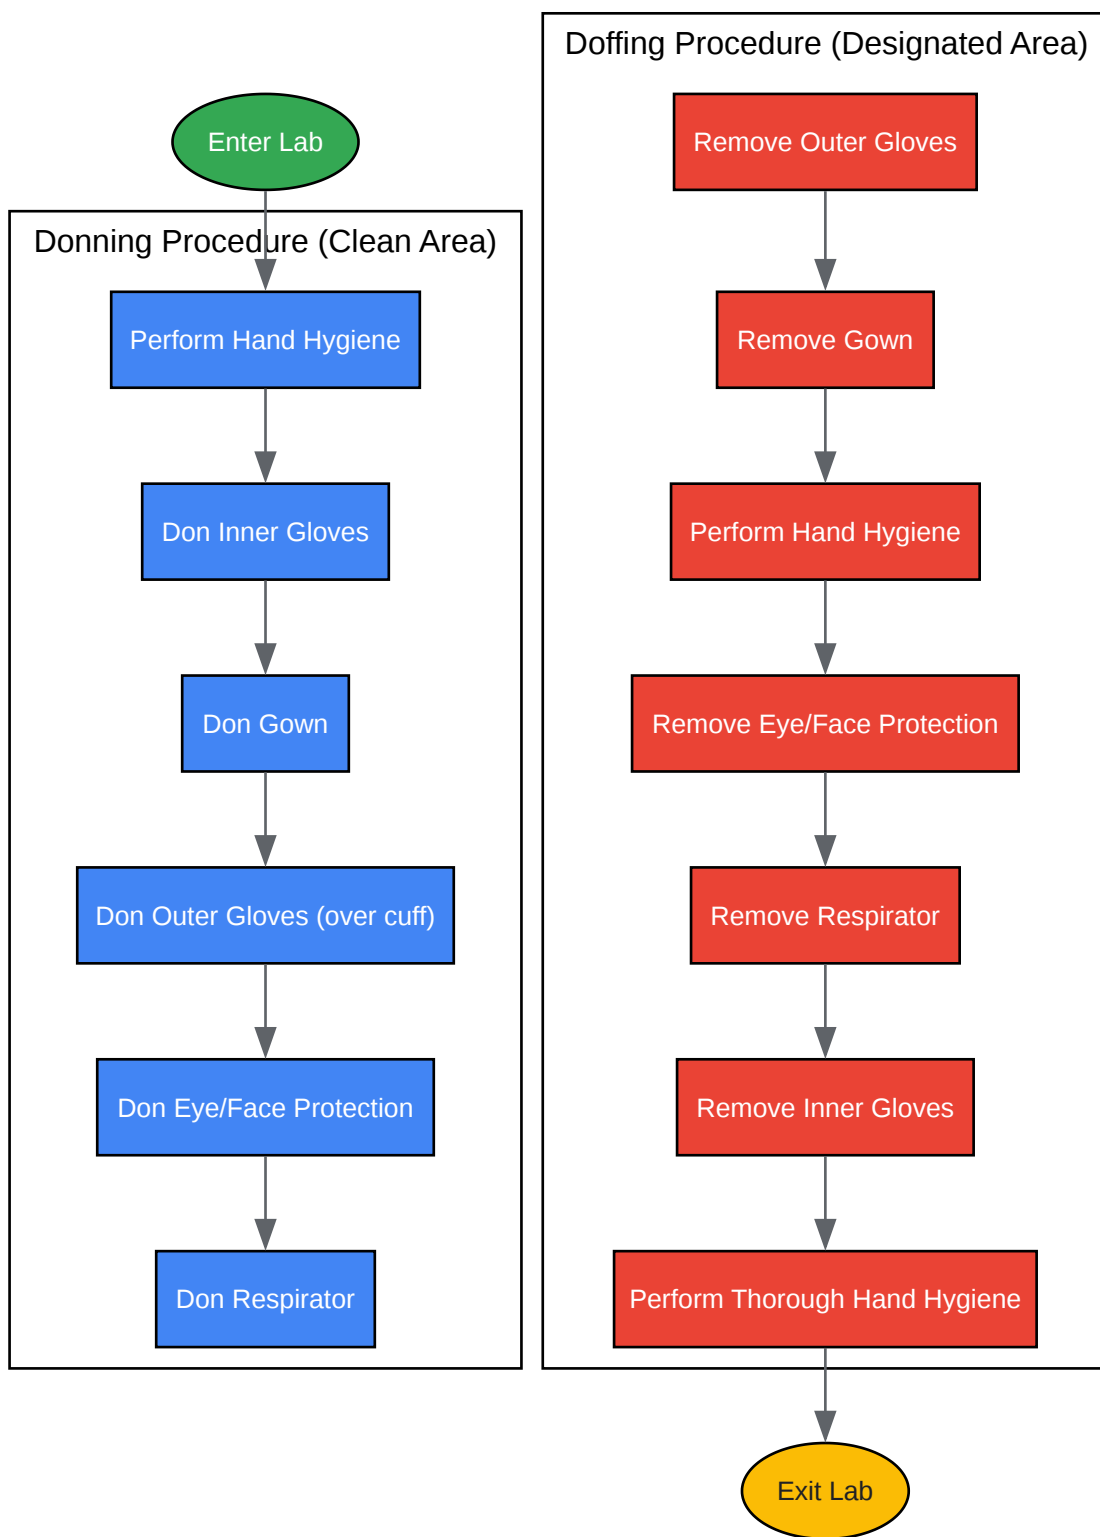 Enter Lab
Donning Procedure (Clean Area)
Perform Hand Hygiene
Don Inner Gloves
Don Gown
Don Outer Gloves (over cuff)
Don Eye/Face Protection
Don Respirator
Doffing Procedure (Designated Area)
Remove Outer Gloves
Remove Gown
Perform Hand Hygiene
Remove Eye/Face Protection
Remove Respirator
Remove Inner Gloves
Perform Thorough Hand Hygiene
Exit Lab